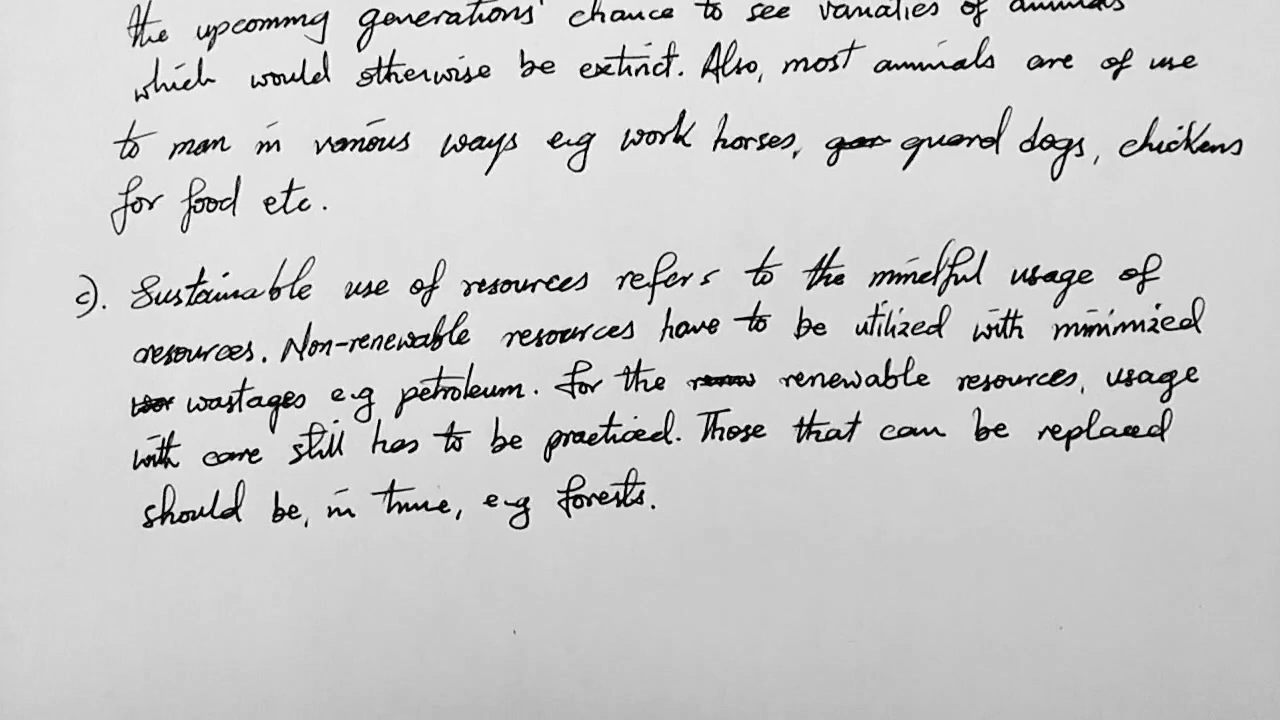 the upcoming generations' chance to see varieties of animals
which would otherwise be extinct. Also, most animals are of use
to man in various ways e.g work horses, guard dogs, chickens
for food etc.
c). Sustainable use of resources refers to the mindful usage of
resources. Non-renewable resources have to be utilized with minimized
wastages e.g petroleum. For the renewable resources, usage
with care still has to be practiced. Those that can be replaced
should be, in time, e.g forests.